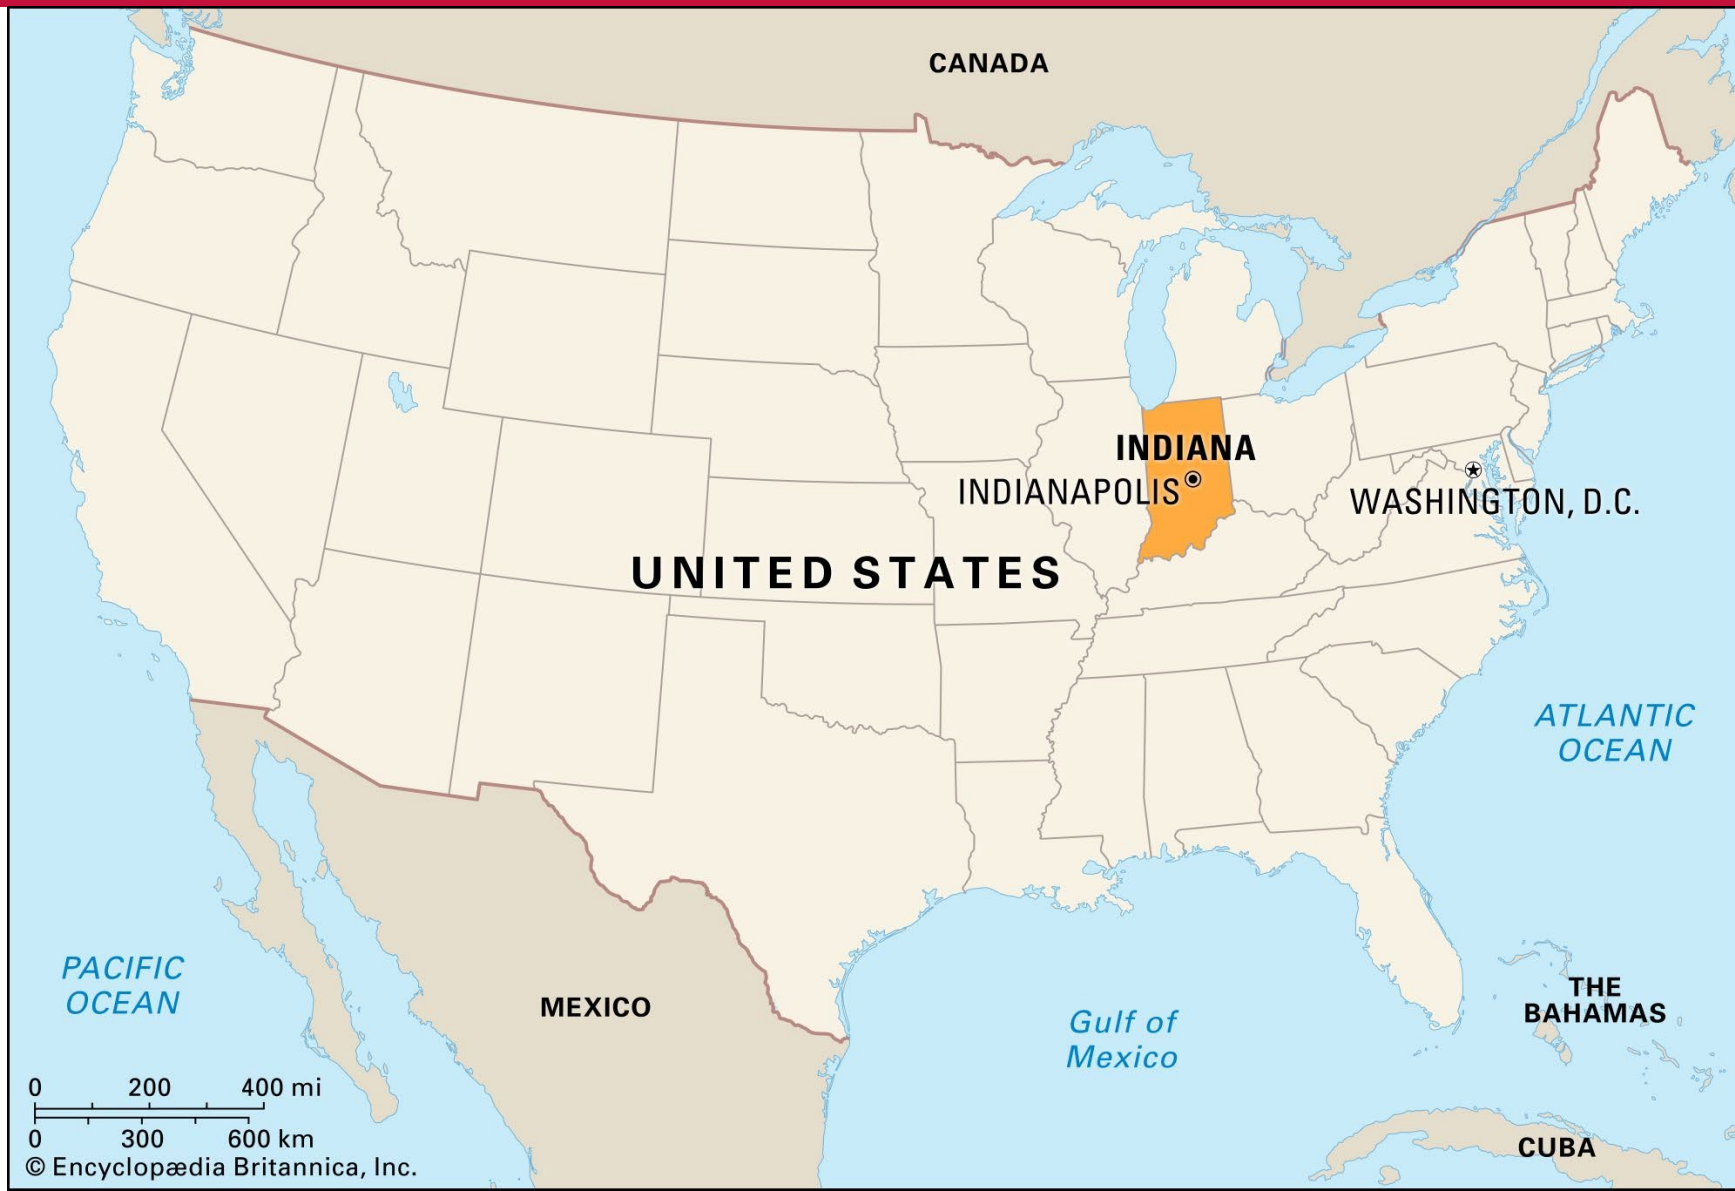 CANADA
INDIANA
INDIANAPOLIS
WASHINGTON, D.C.
UNITED STATES
ATLANTIC
OCEAN
PACIFIC
OCEAN
MEXICO
Gulf of
Mexico
THE
BAHAMAS
0 200 400 mi
0 300 600 km
© Encyclopædia Britannica, Inc.
CUBA